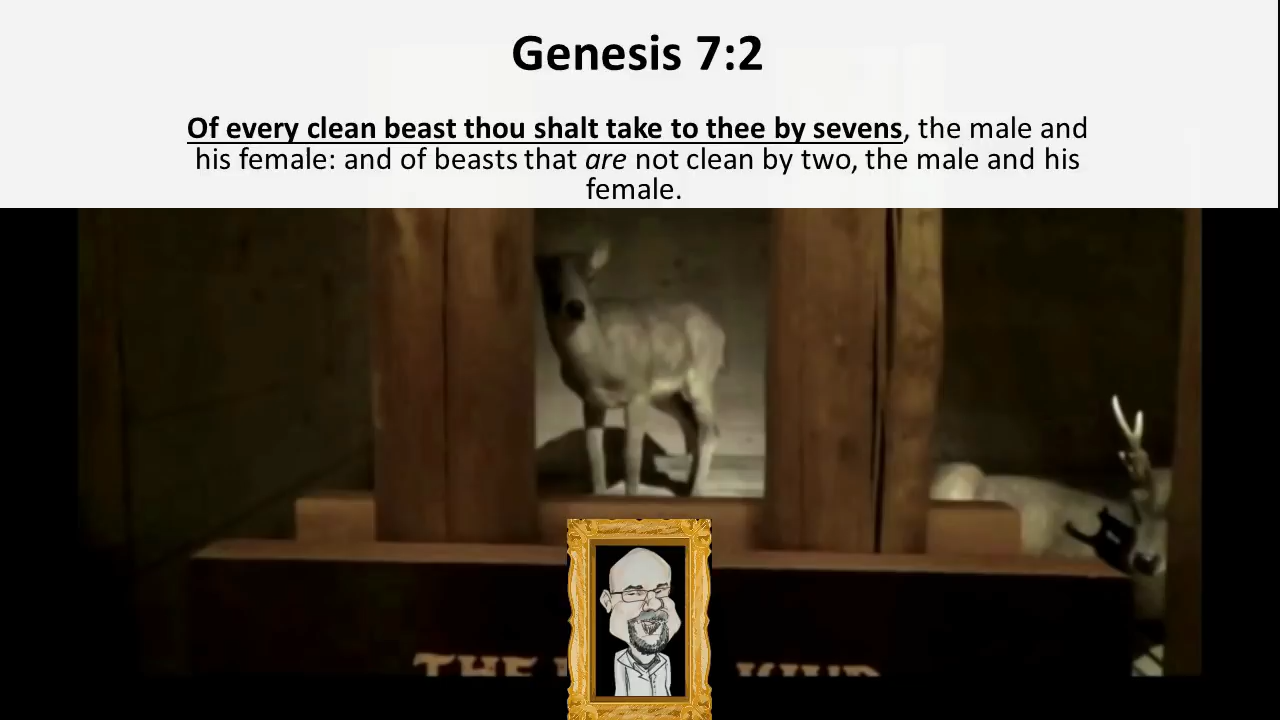 Genesis 7:2
Of every clean beast thou shalt take to thee by sevens, the male and
his female: and of beasts that are not clean by two, the male and his
female.
THE